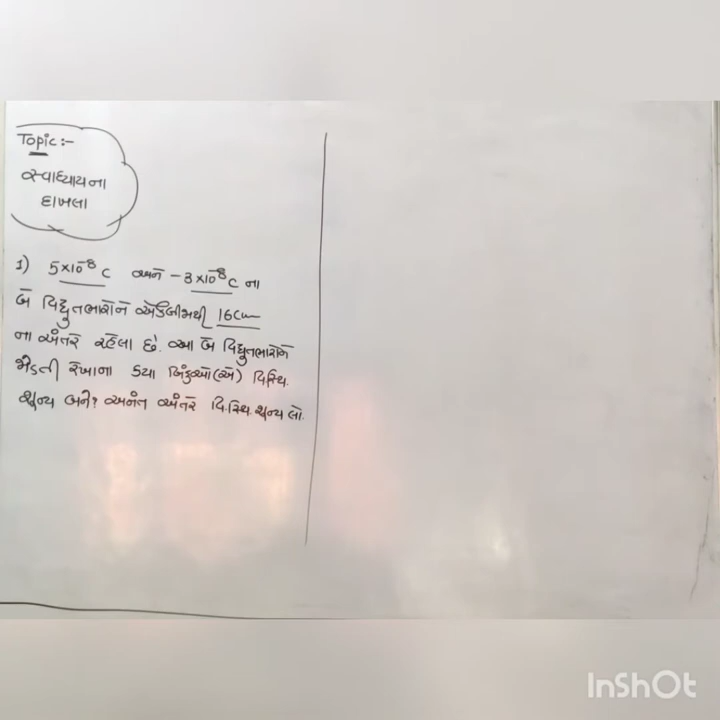 Topic:-
સ્વાધ્યાયના
દાખલા
1) 5×10⁻⁸ C અને -3×10⁻⁸ C ના
બે વિદ્યુતભારોને એકબીજાથી 16cm
ના અંતરે રહેલા છે. આ બે વિદ્યુતભારોને
જોડતી રેખાના કયા બિંદુઓ(એ) વિ.સ્થિ.
શૂન્ય બને? અનંત અંતરે વિ.સ્થિ. શૂન્ય લો.
InShOt